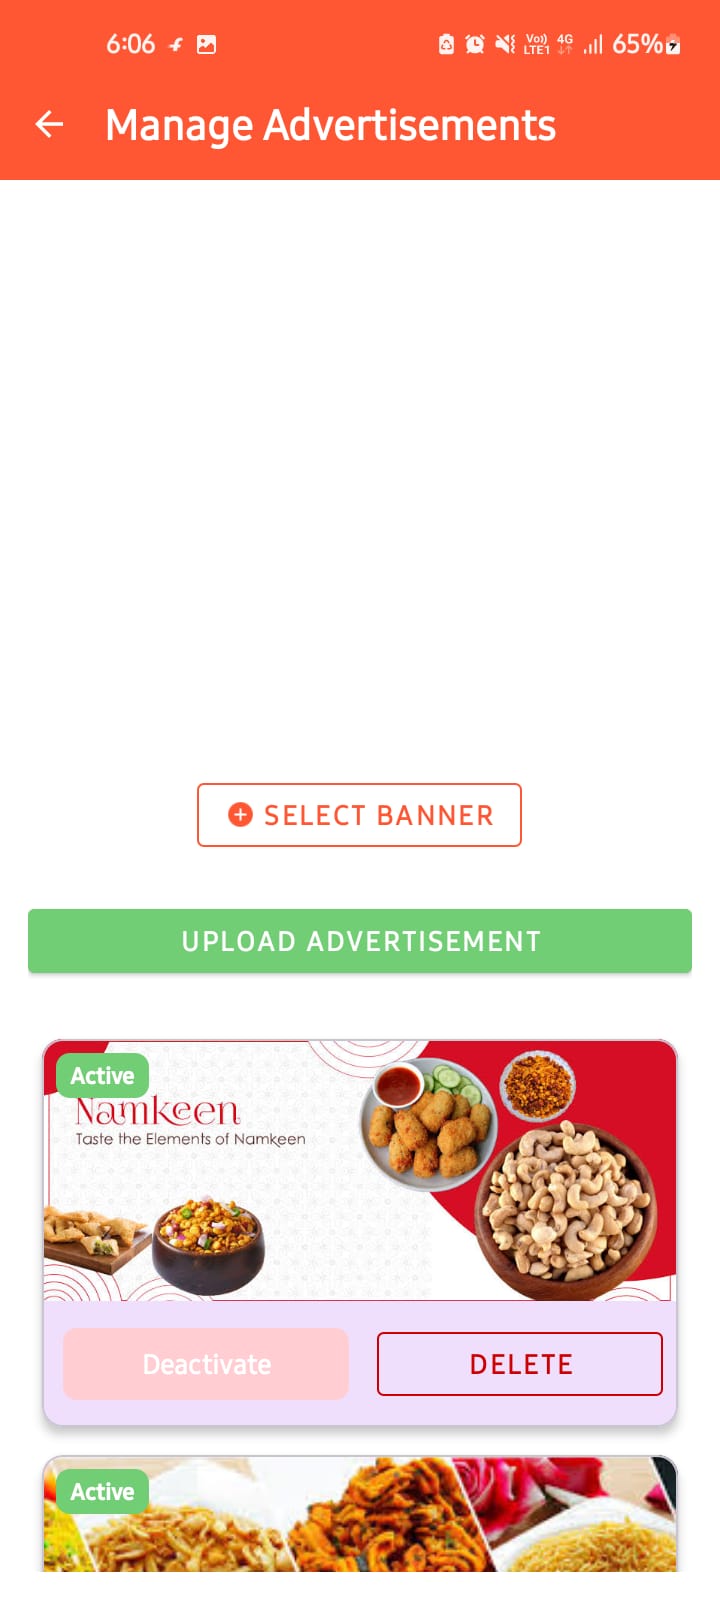 6:06 Vo)) LTE1 4G 65%
Manage Advertisements
SELECT BANNER
UPLOAD ADVERTISEMENT
Active
Namkeen
Taste the Elements of Namkeen
Deactivate DELETE
Active